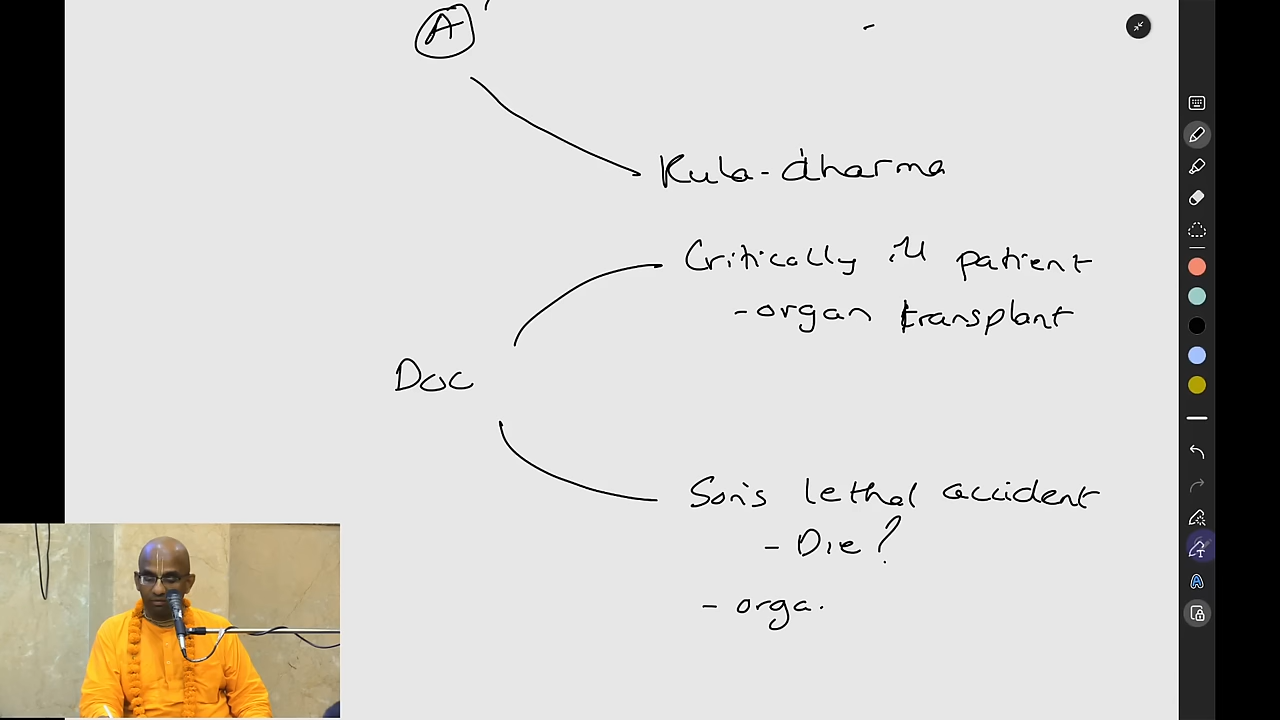 A
Kula-dharma
Critically ill patient
-organ transplant
Doc
Son's lethal accident
- Die?
- orga.